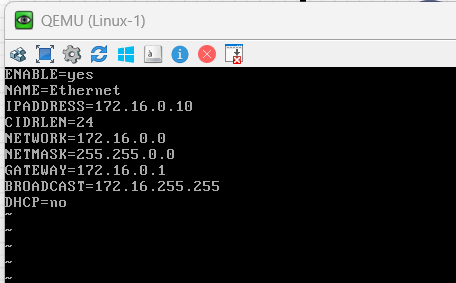 QEMU (Linux-1)
ENABLE=yes
NAME=Ethernet
IPADDRESS=172.16.0.10
CIDRLEN=24
NETWORK=172.16.0.0
NETMASK=255.255.0.0
GATEWAY=172.16.0.1
BROADCAST=172.16.255.255
DHCP=no
~
~
~
~
~